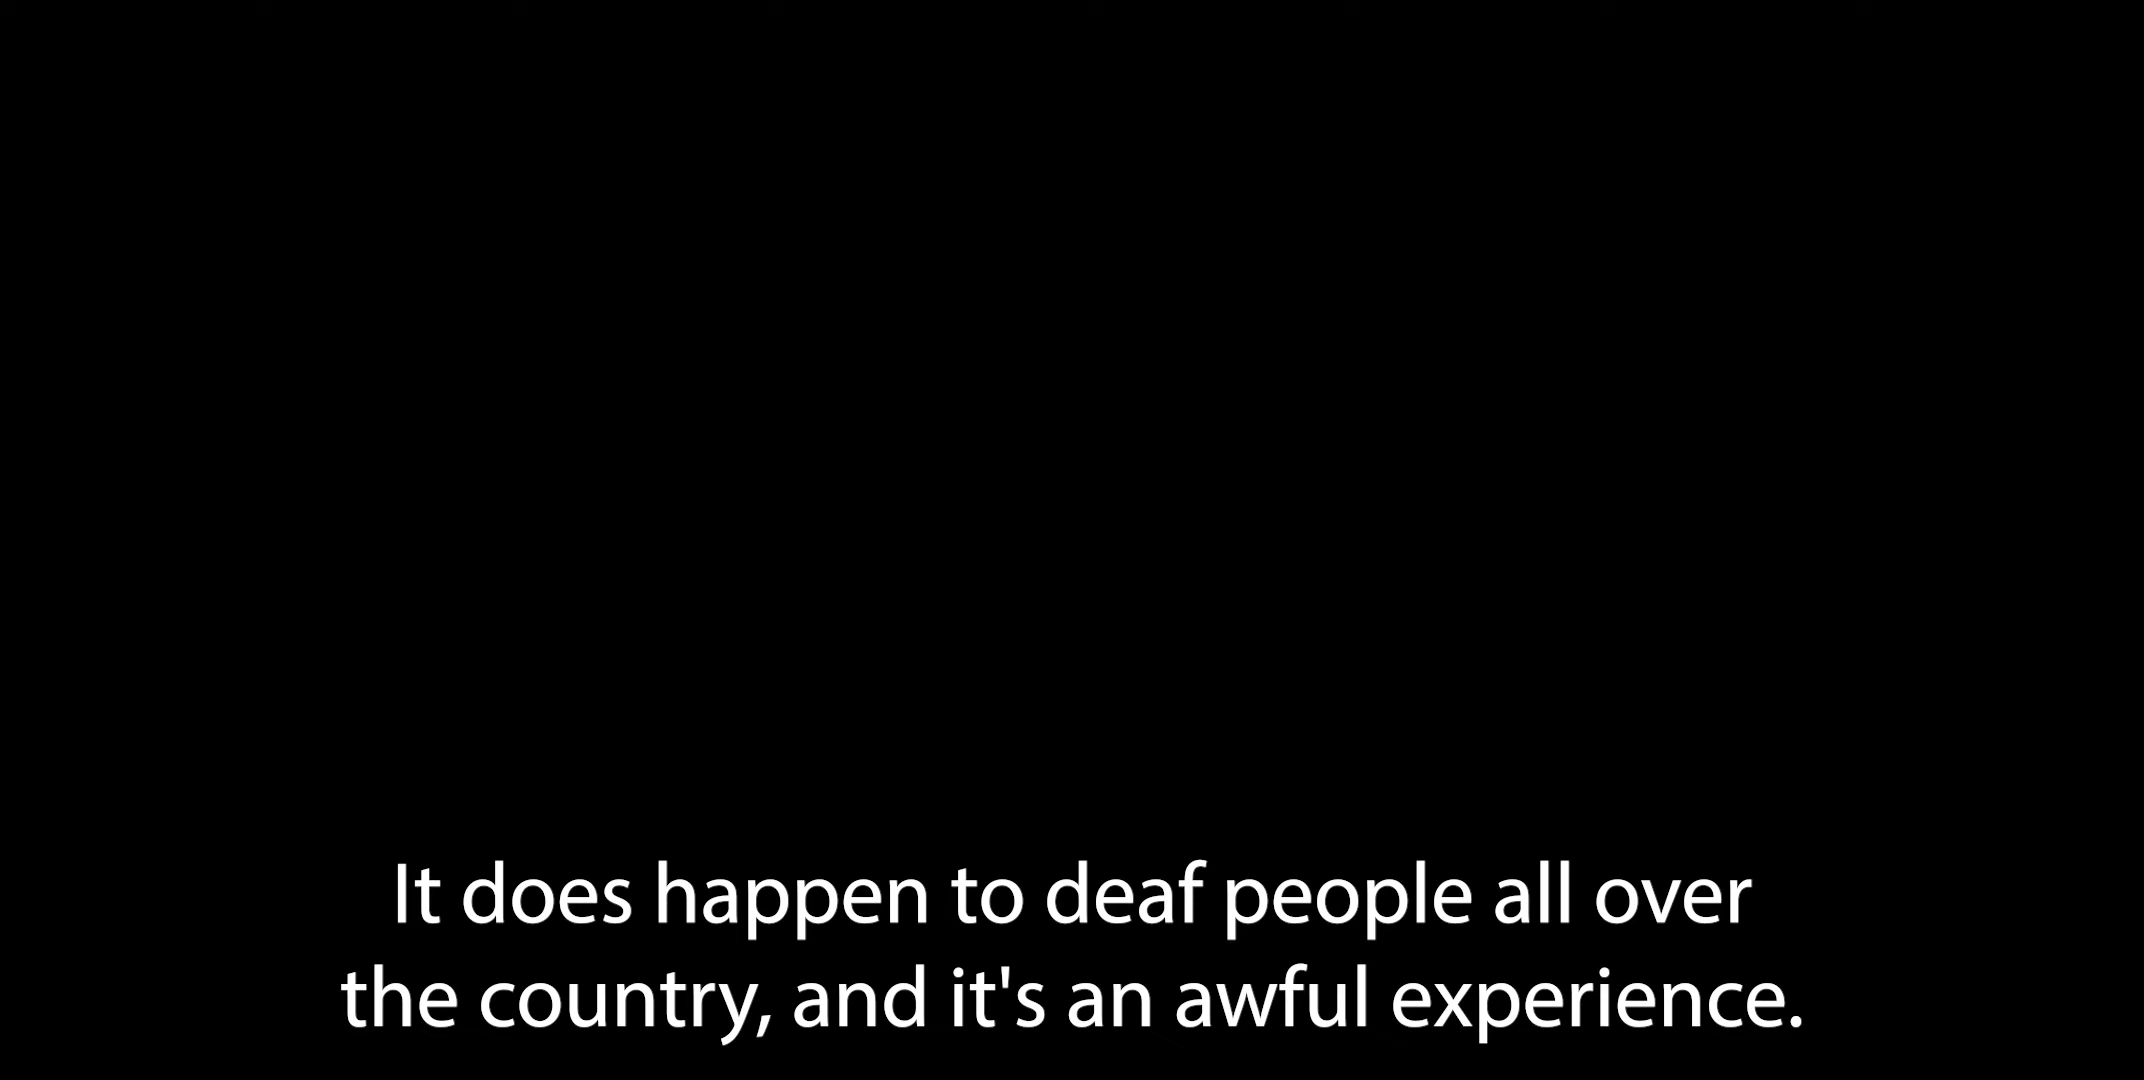 It does happen to deaf people all over
the country, and it's an awful experience.